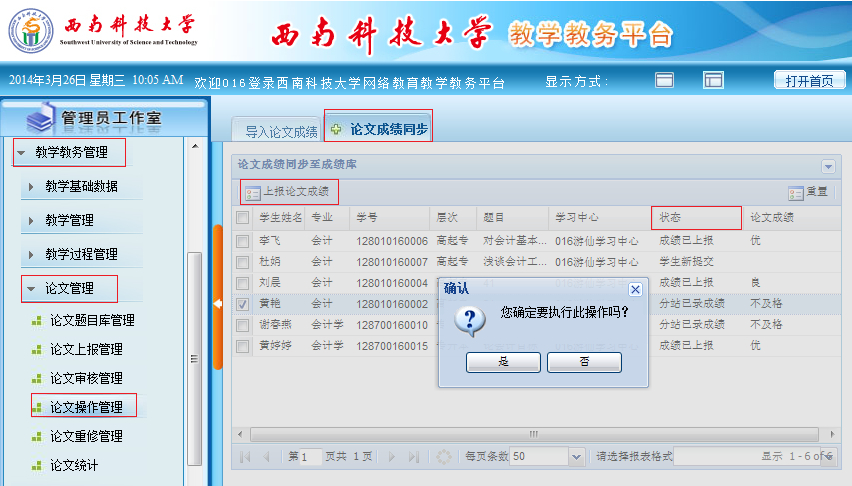 西南科技大学
Southwest University of Science and Technology
西南科技大学 教学教务平台
2014年3月26日 星期三 10:05 AM 欢迎016登录西南科技大学网络教育教学教务平台 显示方式: 打开首页
管理员工作室
教学教务管理
教学基础数据
教学管理
教学过程管理
论文管理
论文题目库管理
论文上报管理
论文审核管理
论文操作管理
论文重修管理
论文统计
导入论文成绩 论文成绩同步
论文成绩同步至成绩库
上报论文成绩 重置
学生姓名 专业 学号 层次 题目 学习中心 状态 论文成绩
李飞 会计 128010160006 高起专 对会计基本... 016游仙学习中心 成绩已上报 优
杜娟 会计 128010160007 高起专 浅谈会计工... 016游仙学习中心 学生新提交
刘晨 会计 128010160004 高起专 成绩已上报 良
黄艳 会计 128010160002 分站已录成绩 不及格
谢春燕 会计学 128700160010 分站已录成绩 不及格
黄婷婷 会计学 128700160015 成绩已上报 优
确认
您确定要执行此操作吗?
是 否
第 1 页共 1 页 每页条数 50 请选择报表格式 显示 1 - 6 of 6